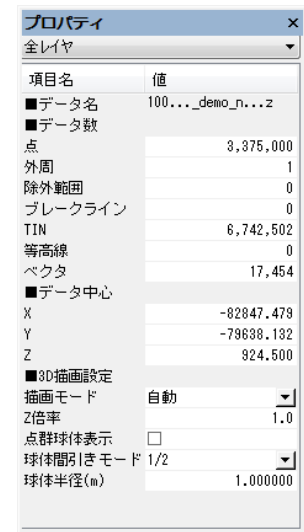 プロパティ ×
全レイヤ
項目名 値
■データ名 100..._demo_n...z
■データ数
点 3,375,000
外周 1
除外範囲 0
ブレークライン 0
TIN 6,742,502
等高線 0
ベクタ 17,454
■データ中心
X -82847.479
Y -79638.132
Z 924.500
■3D描画設定
描画モード 自動
Z倍率 1.0
点群球体表示
球体間引きモード 1/2
球体半径(m) 1.000000